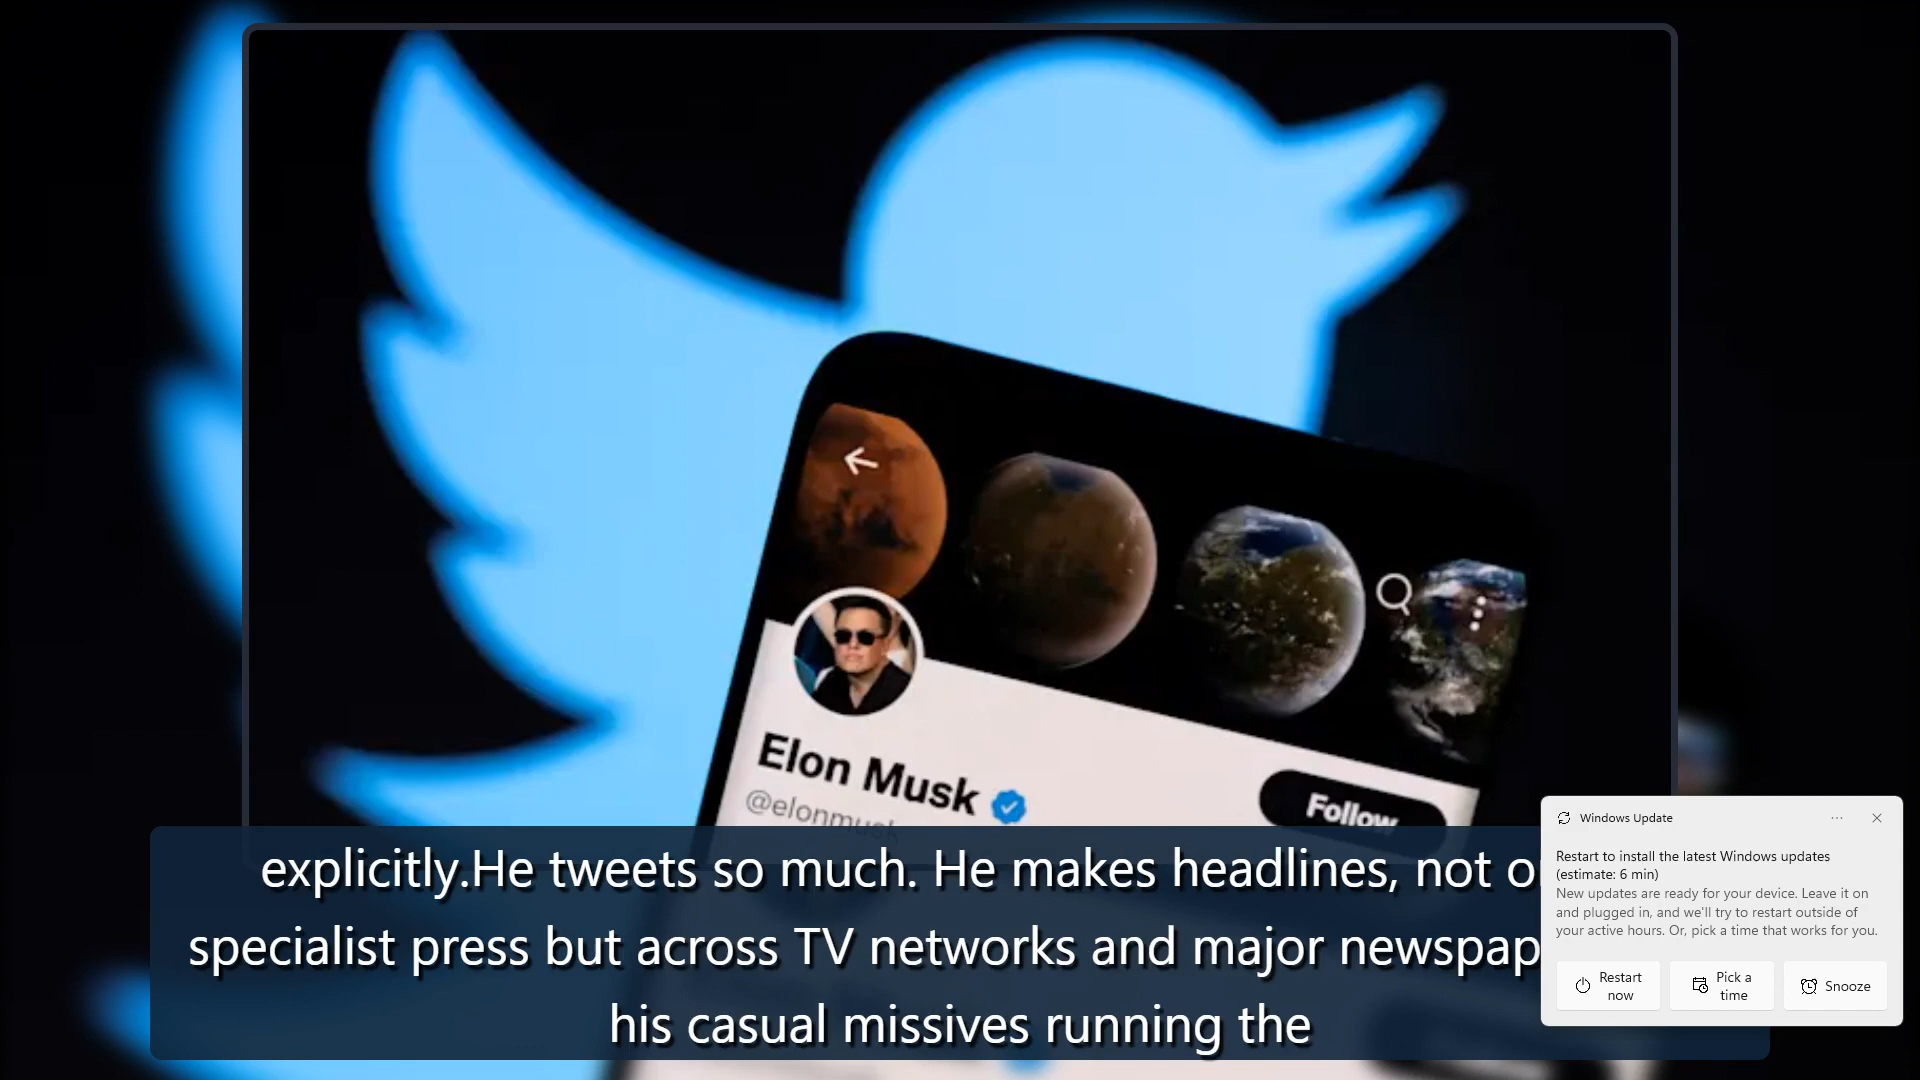 Elon Musk
@elonmusk
Follow
explicitly.He tweets so much. He makes headlines, not
specialist press but across TV networks and major
his casual missives running the
Windows Update
Restart to install the latest Windows updates
(estimate: 6 min)
New updates are ready for your device. Leave it on
and plugged in, and we'll try to restart outside of
your active hours. Or, pick a time that works for you.
Restart
now
Pick a
time
Snooze